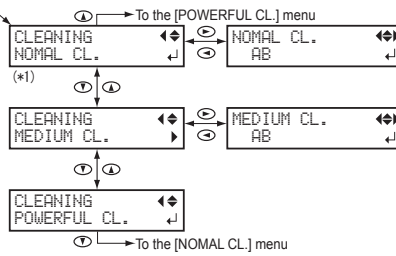 To the [POWERFUL CL.] menu
CLEANING
NOMAL CL.
(*1)
NOMAL CL.
AB
CLEANING
MEDIUM CL.
MEDIUM CL.
AB
CLEANING
POWERFUL CL.
To the [NOMAL CL.] menu